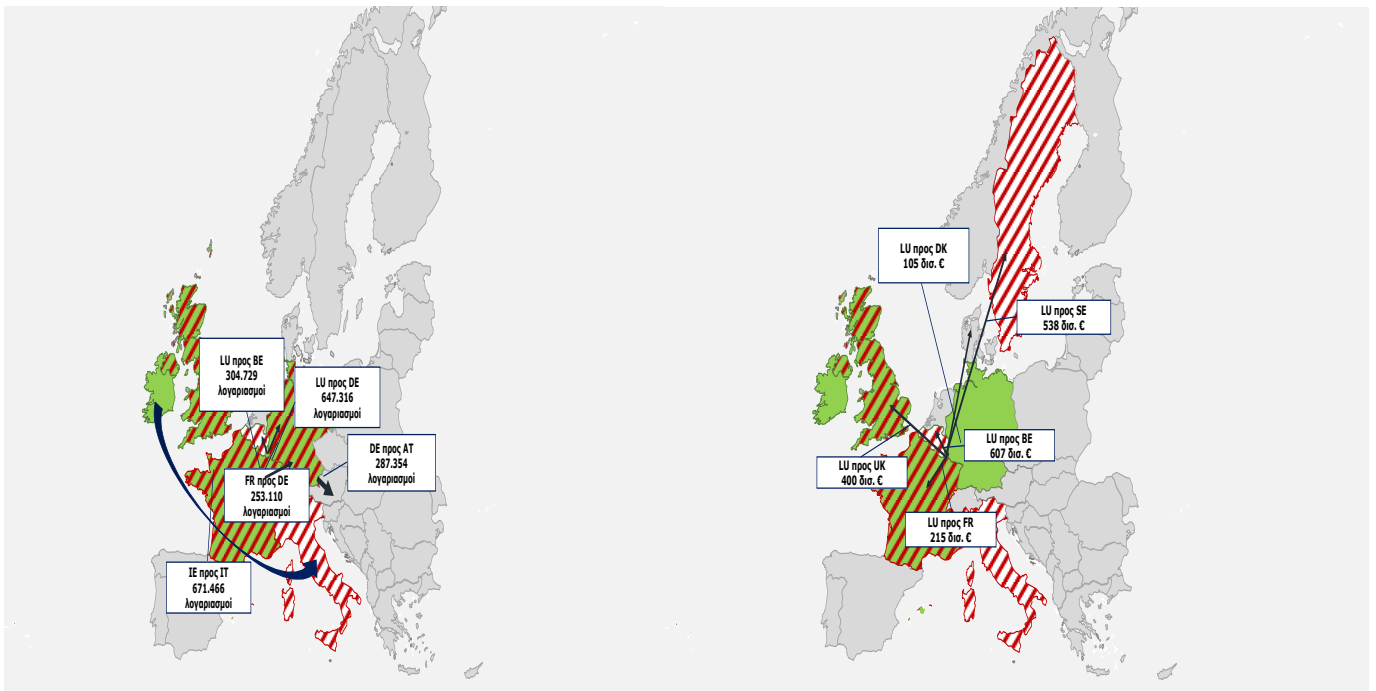 LU προς BE
304.729
λογαριασμοί
LU προς DE
647.316
λογαριασμοί
DE προς AT
287.354
λογαριασμοί
FR προς DE
253.110
λογαριασμοί
IE προς IT
671.466
λογαριασμοί
LU προς DK
105 δισ. €
LU προς SE
538 δισ. €
LU προς BE
607 δισ. €
LU προς UK
400 δισ. €
LU προς FR
215 δισ. €